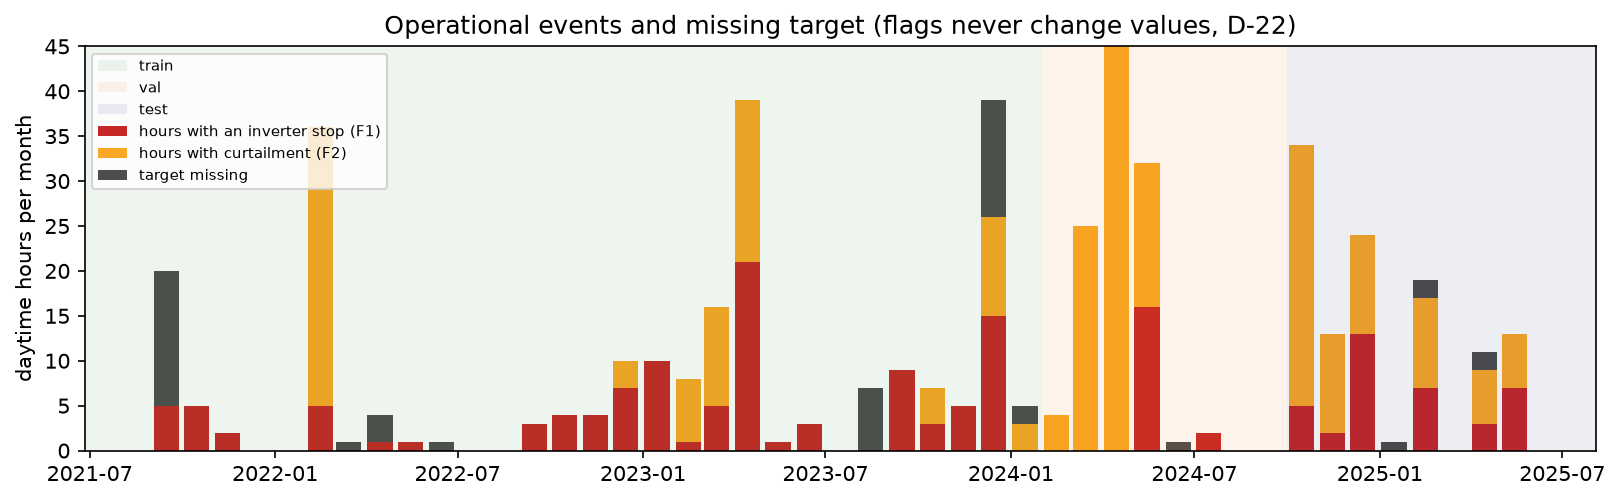 Operational events and missing target (flags never change values, D-22)
daytime hours per month
45
40
35
30
25
20
15
10
5
0
train
val
test
hours with an inverter stop (F1)
hours with curtailment (F2)
target missing
2021-07
2022-01
2022-07
2023-01
2023-07
2024-01
2024-07
2025-01
2025-07